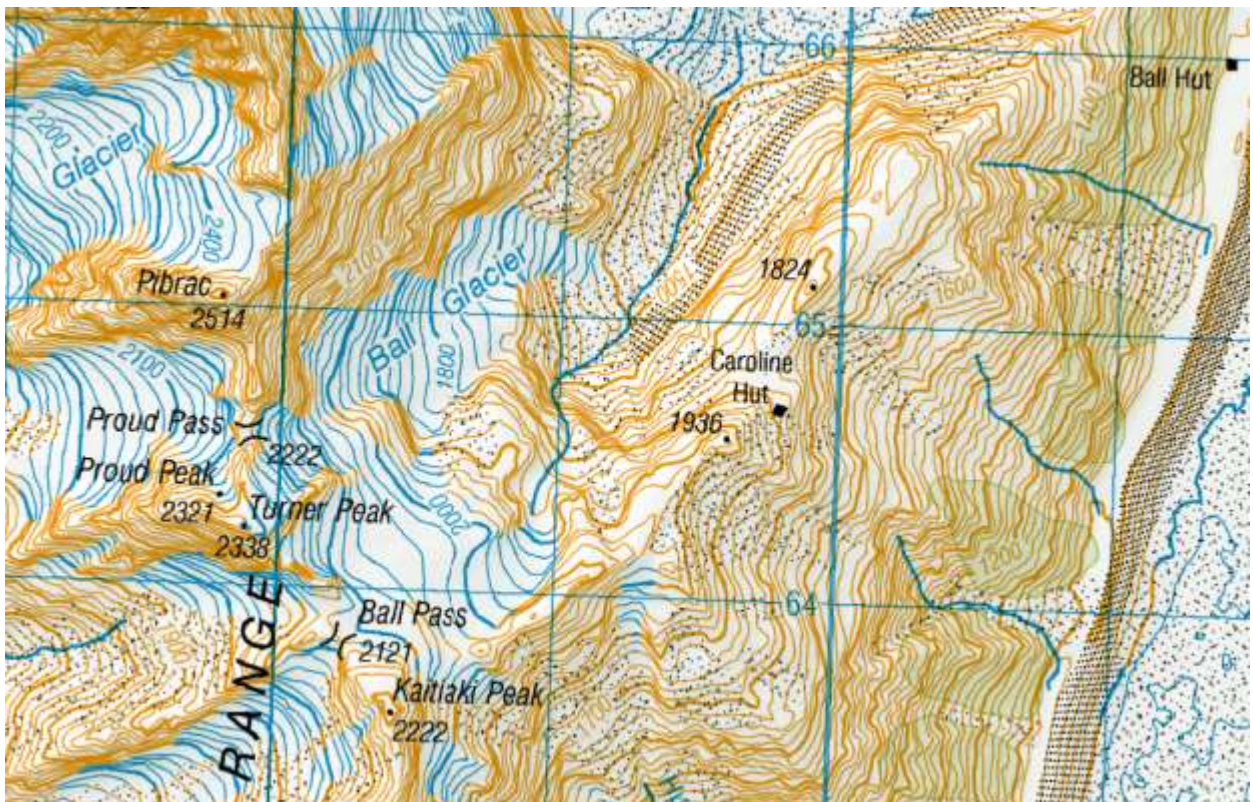 66
Ball Hut
1400
2200
Glacier
2400
2100
Glacier
Ball
1800
Pibrac
2514
1824
1600
1600
65
2100
Caroline
Hut
1936
Proud Pass
2222
Proud Peak
2321
Turner Peak
2338
2000
1200
RANGE
64
Ball Pass
2121
Kaitiaki Peak
2222